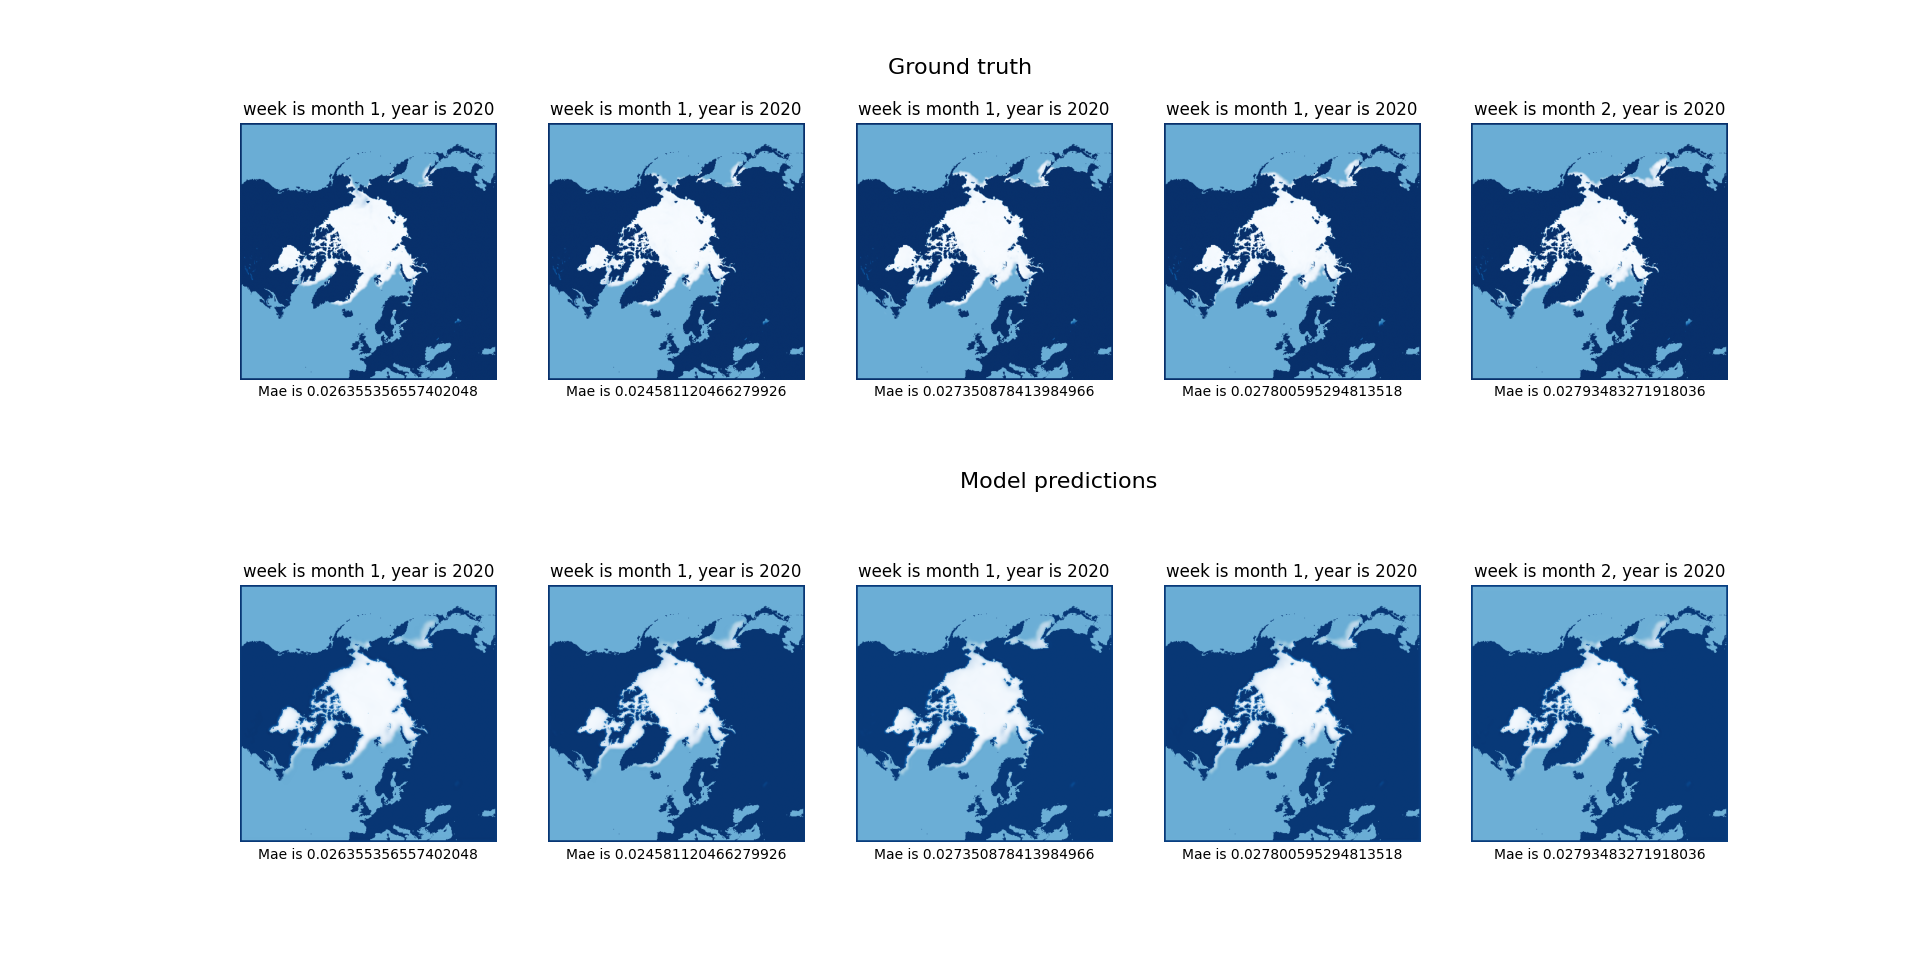 Ground truth
week is month 1, year is 2020
week is month 1, year is 2020
week is month 1, year is 2020
week is month 1, year is 2020
week is month 2, year is 2020
Mae is 0.026355356557402048
Mae is 0.024581120466279926
Mae is 0.027350878413984966
Mae is 0.027800595294813518
Mae is 0.02793483271918036
Model predictions
week is month 1, year is 2020
week is month 1, year is 2020
week is month 1, year is 2020
week is month 1, year is 2020
week is month 2, year is 2020
Mae is 0.026355356557402048
Mae is 0.024581120466279926
Mae is 0.027350878413984966
Mae is 0.027800595294813518
Mae is 0.02793483271918036